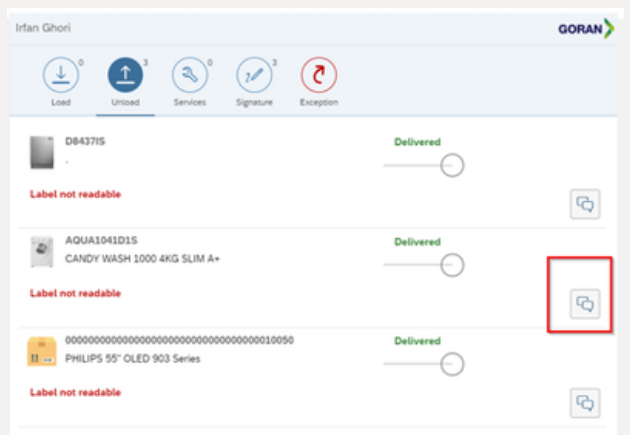 Irfan Ghori
GORAN
0 3 0 3
Load Unload Services Signature Exception
D8437IS Delivered
.
Label not readable
AQUA1041D1S Delivered
CANDY WASH 1000 4KG SLIM A+
Label not readable
00000000000000000000000000000000010050 Delivered
PHILIPS 55" OLED 903 Series
Label not readable